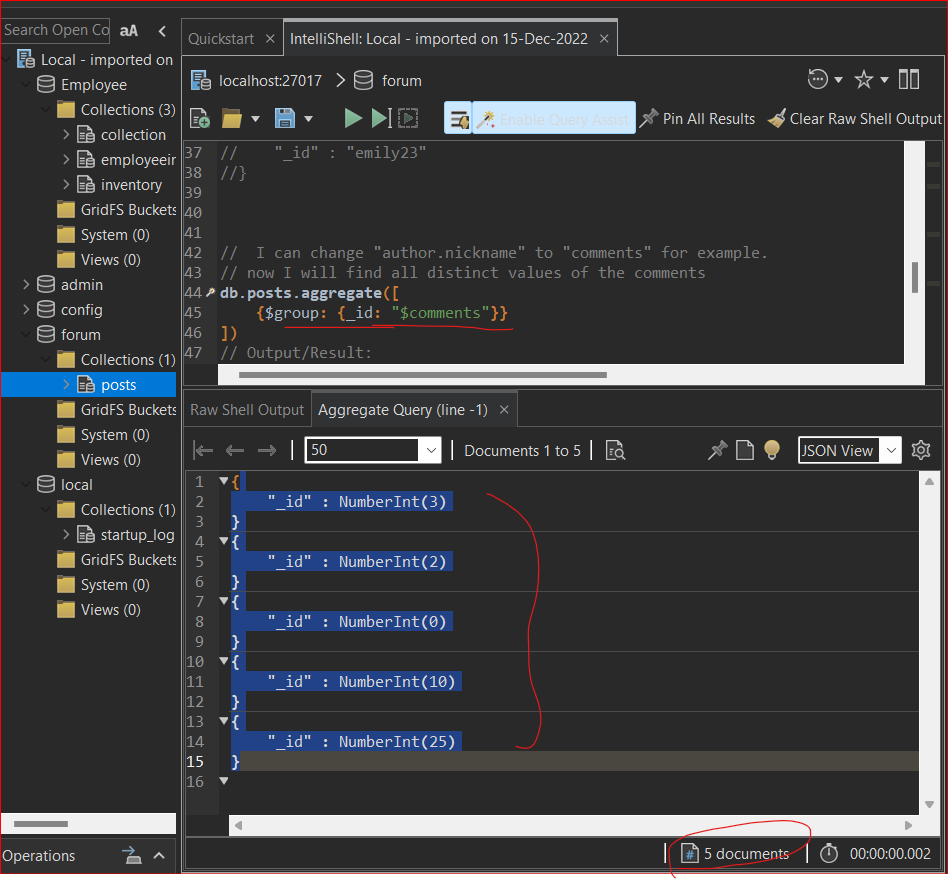 Search Open Co aA
Local - imported on
Employee
Collections (3)
collection
employeeir
inventory
GridFS Buckets
System (0)
Views (0)
admin
config
forum
Collections (1)
posts
GridFS Buckets
System (0)
Views (0)
local
Collections (1)
startup_log
GridFS Buckets
System (0)
Views (0)
Operations
Quickstart × IntelliShell: Local - imported on 15-Dec-2022 ×
localhost:27017 > forum
Enable Query Assist Pin All Results Clear Raw Shell Output
37 //    "_id" : "emily23"
38 //}
39
40
41
42 //  I can change "author.nickname" to "comments" for example.
43 // now I will find all distinct values of the comments
44 db.posts.aggregate([
45    {$group: {_id: "$comments"}}
46 ])
47 // Output/Result:
Raw Shell Output Aggregate Query (line -1) ×
50 Documents 1 to 5 JSON View
1 {
2    "_id" : NumberInt(3)
3 }
4 {
5    "_id" : NumberInt(2)
6 }
7 {
8    "_id" : NumberInt(0)
9 }
10 {
11    "_id" : NumberInt(10)
12 }
13 {
14    "_id" : NumberInt(25)
15 }
16
# 5 documents 00:00:00.002